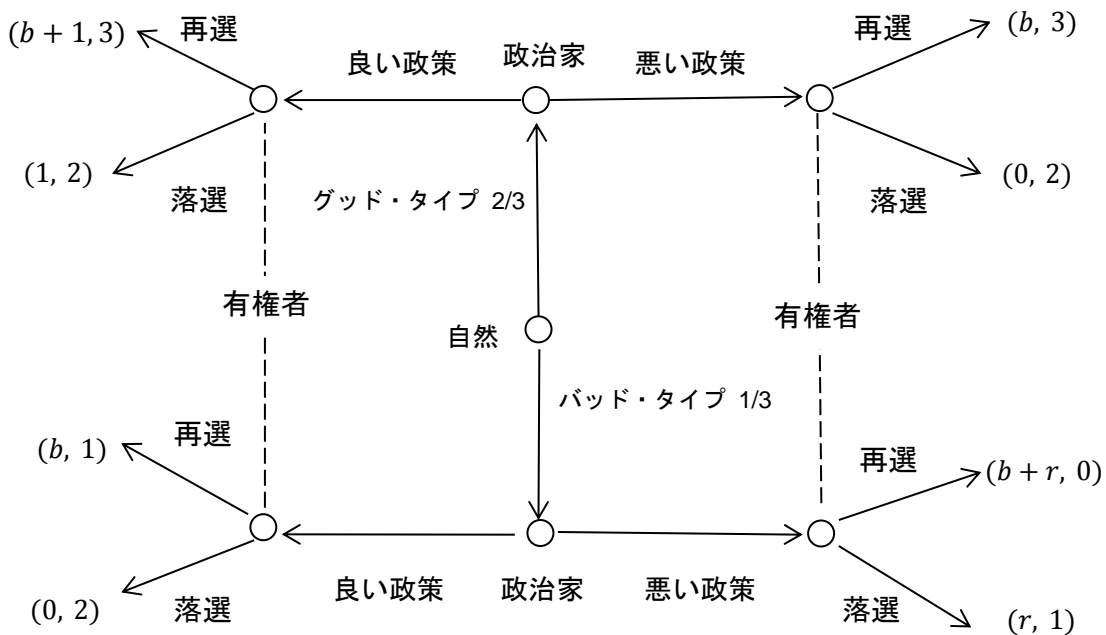 (b + 1, 3) 再選 良い政策 政治家 悪い政策 再選 (b, 3)
(1, 2) 落選 グッド・タイプ 2/3 落選 (0, 2)
有権者 自然 有権者
バッド・タイプ 1/3
(b, 1) 再選 再選 (b + r, 0)
(0, 2) 落選 良い政策 政治家 悪い政策 落選 (r, 1)